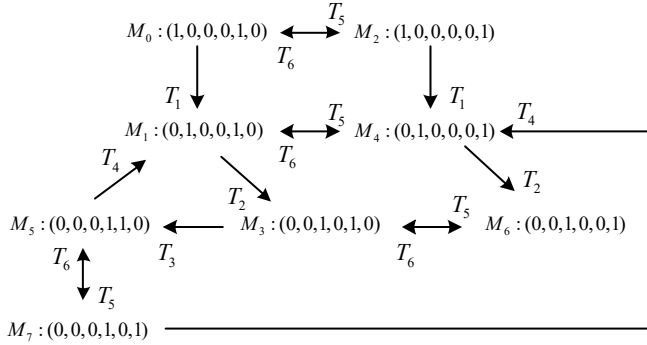 M₀ : (1,0,0,0,1,0) T₅ T₆ M₂ : (1,0,0,0,0,1)
T₁ T₁ T₄
M₁ : (0,1,0,0,1,0) T₅ T₆ M₄ : (0,1,0,0,0,1)
T₄ T₂ T₂
M₅ : (0,0,0,1,1,0) T₃ M₃ : (0,0,1,0,1,0) T₅ T₆ M₆ : (0,0,1,0,0,1)
T₆ T₅
M₇ : (0,0,0,1,0,1)